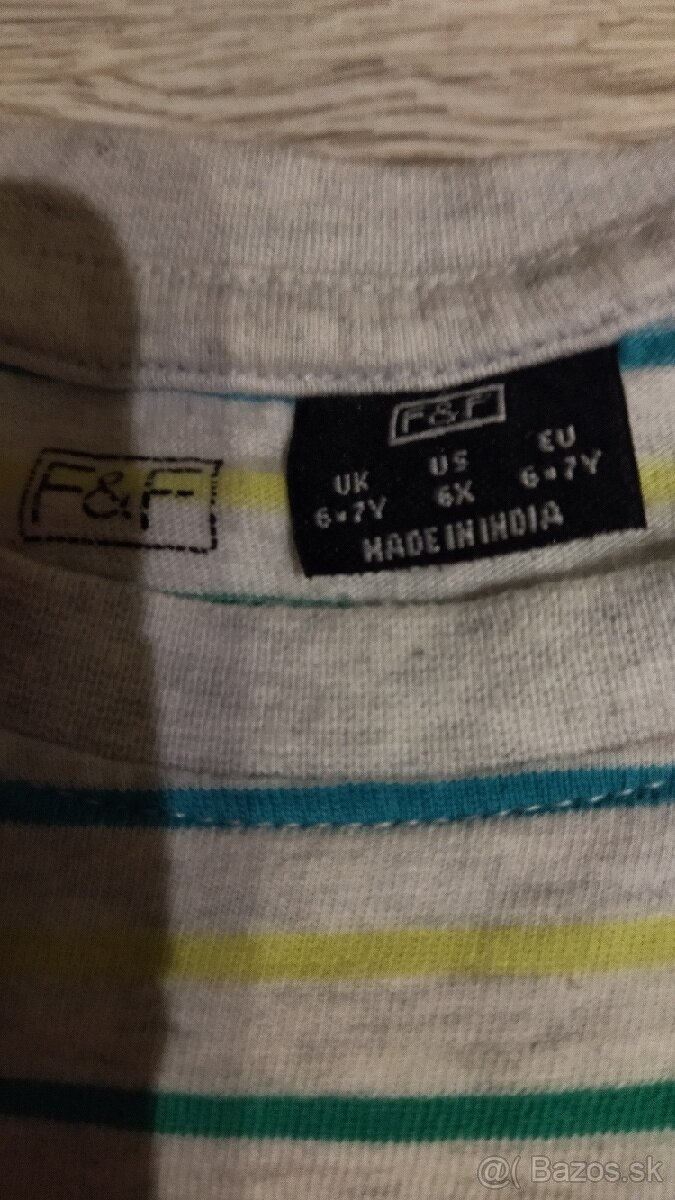 F&F
F&F
UK US EU
6-7Y 6X 6-7Y
MADE IN INDIA
@( Bazos.sk